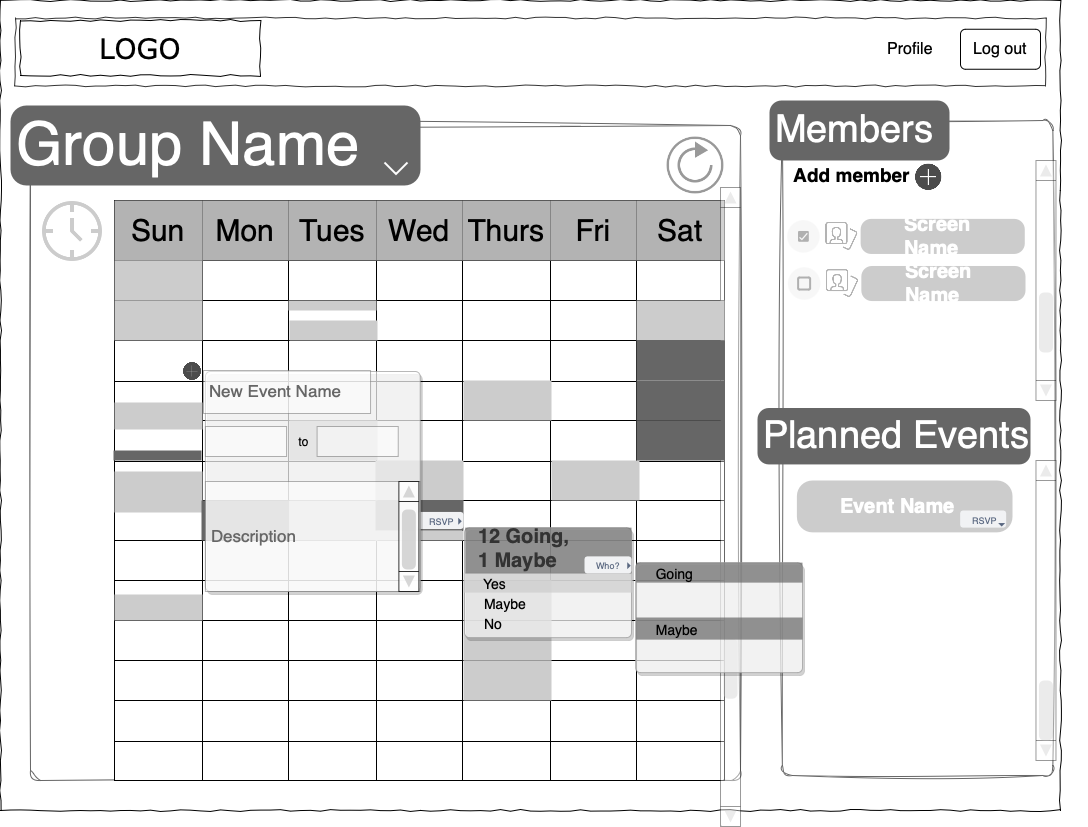 LOGO
Profile
Log out
Group Name
Members
Add member
Screen
Name
Screen
Name
Sun
Mon
Tues
Wed
Thurs
Fri
Sat
New Event Name
to
Description
RSVP
12 Going,
1 Maybe
Who?
Yes
Maybe
No
Going
Maybe
Planned Events
Event Name
RSVP